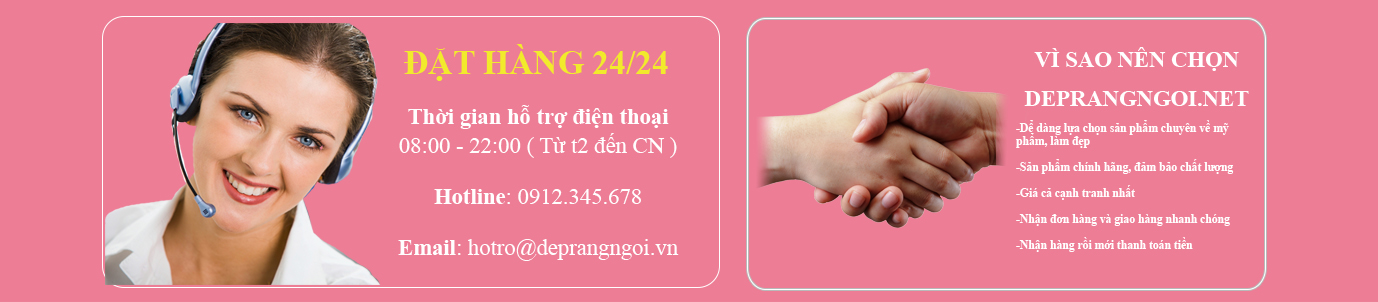 ĐẶT HÀNG 24/24
Thời gian hỗ trợ điện thoại
08:00 - 22:00 ( Từ t2 đến CN )
Hotline: 0912.345.678
Email: hotro@deprangngoi.vn
VÌ SAO NÊN CHỌN
DEPRANGNGOI.NET
-Dể dàng lựa chọn sản phẩm chuyên về mỹ
phẩm, làm đẹp
-Sản phẩm chính hãng, đảm bảo chất lượng
-Giá cả cạnh tranh nhất
-Nhận đơn hàng và giao hàng nhanh chóng
-Nhận hàng rồi mới thanh toán tiền